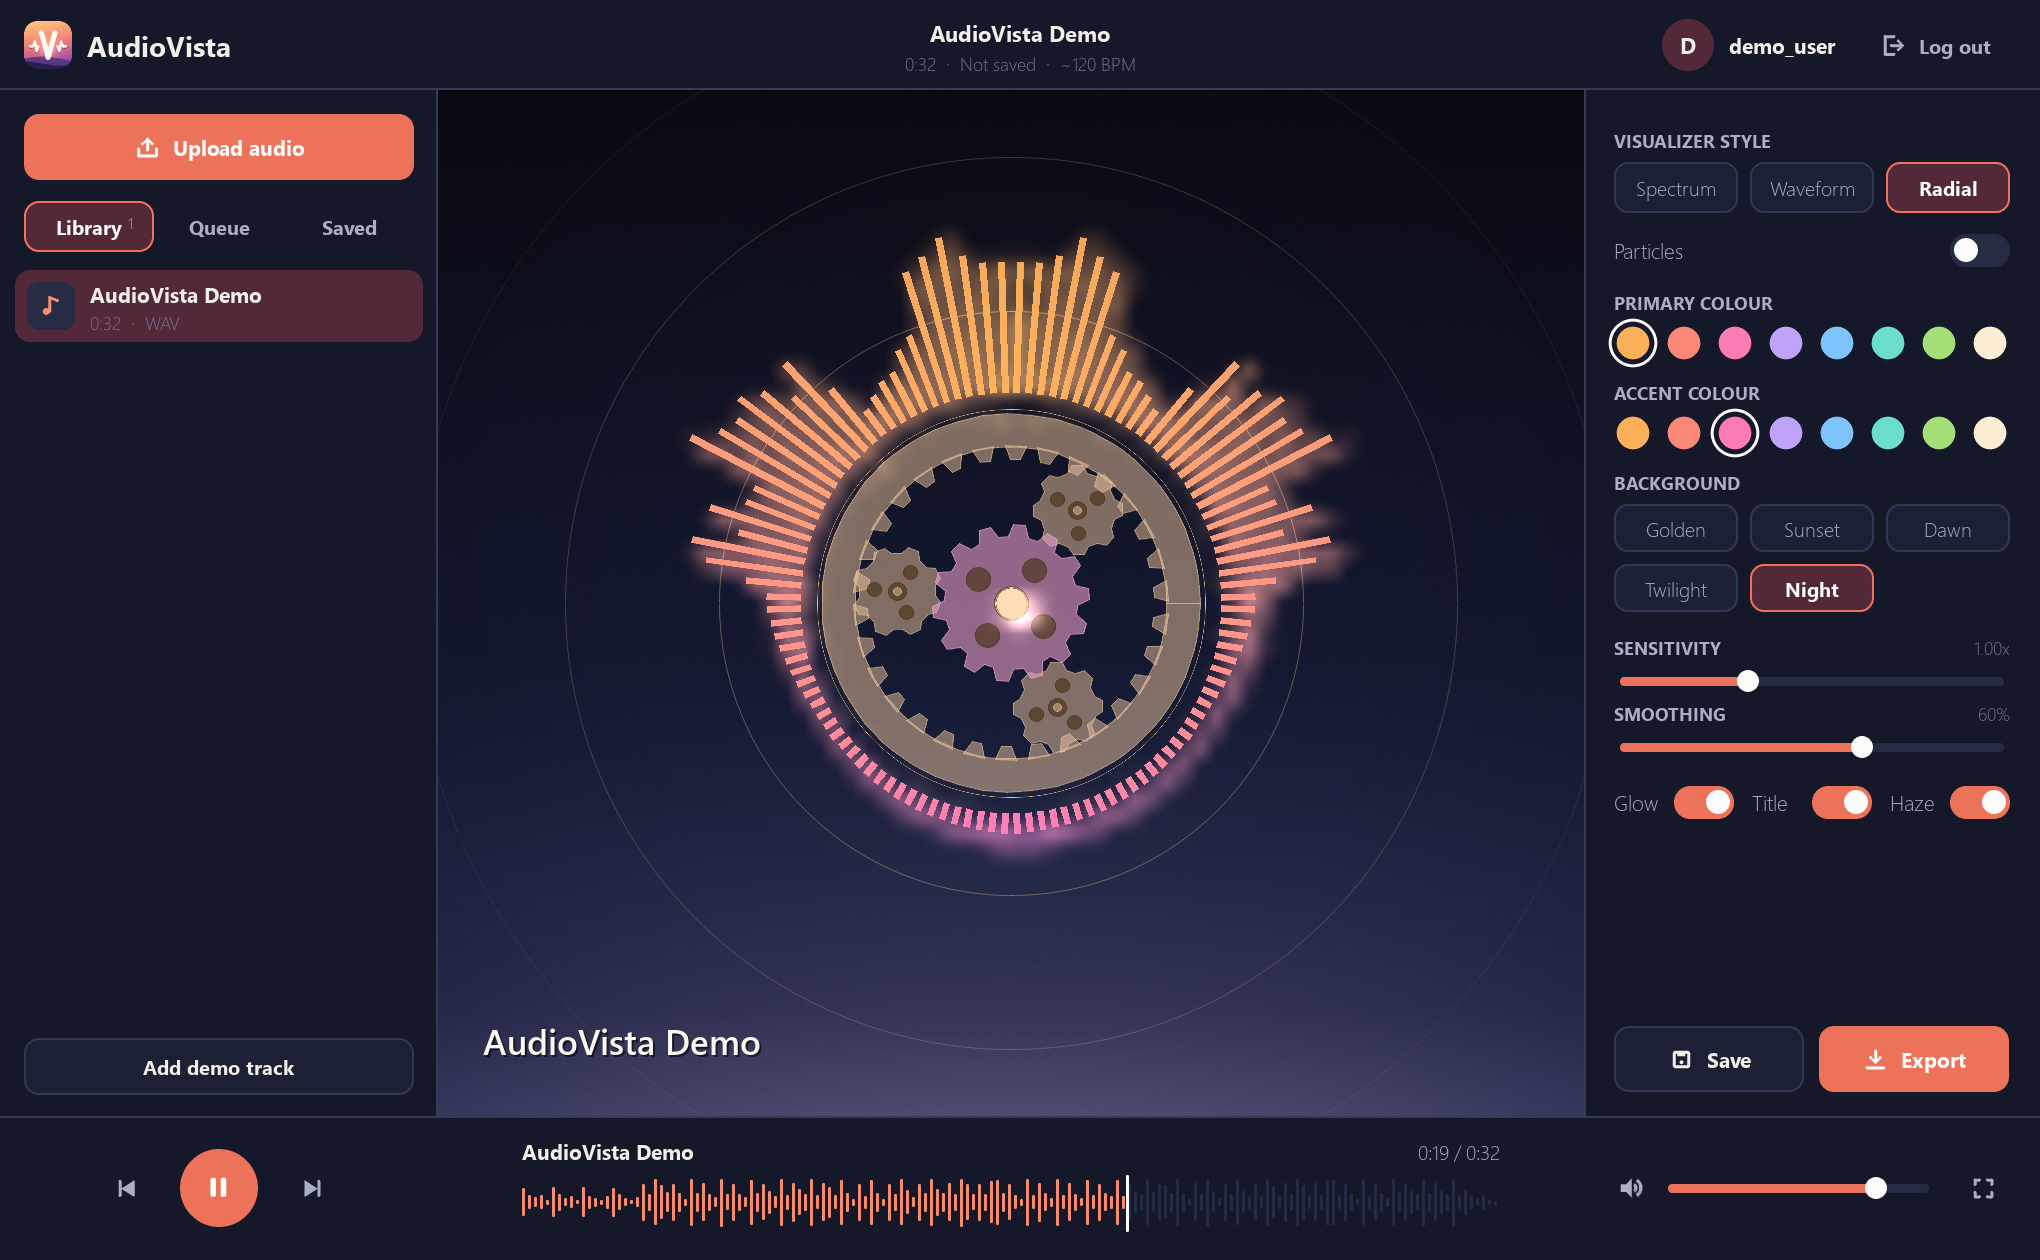 AudioVista
AudioVista Demo
0:32 · Not saved · ~120 BPM
D demo_user
Log out
Upload audio
Library 1
Queue
Saved
AudioVista Demo
0:32 · WAV
Add demo track
AudioVista Demo
VISUALIZER STYLE
Spectrum
Waveform
Radial
Particles
PRIMARY COLOUR
ACCENT COLOUR
BACKGROUND
Golden
Sunset
Dawn
Twilight
Night
SENSITIVITY 1.00x
SMOOTHING 60%
Glow
Title
Haze
Save
Export
AudioVista Demo
0:19 / 0:32